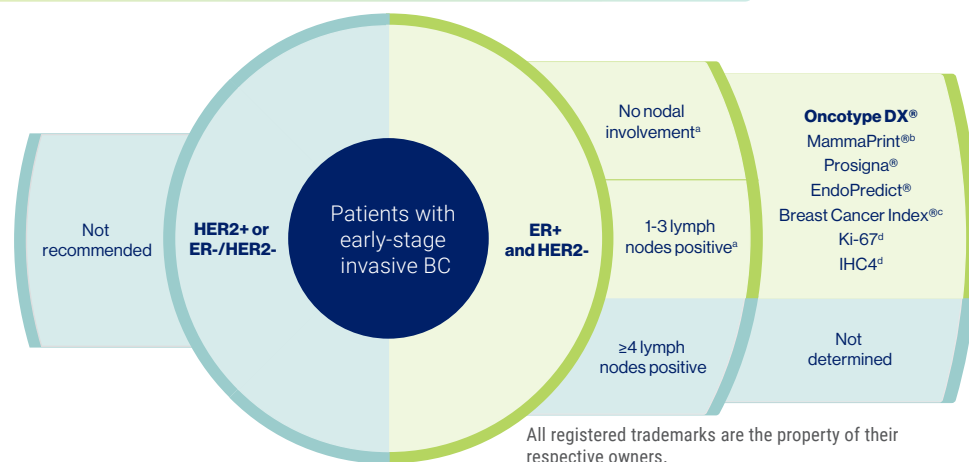 Not
recommended
HER2+ or
ER-/HER2-
Patients with
early-stage
invasive BC
ER+
and HER2-
No nodal
involvementᵃ
1-3 lymph
nodes positiveᵃ
≥4 lymph
nodes positive
Oncotype DX®
MammaPrint®ᵇ
Prosigna®
EndoPredict®
Breast Cancer Index®ᶜ
Ki-67ᵈ
IHC4ᵈ
Not
determined
All registered trademarks are the property of their
respective owners.